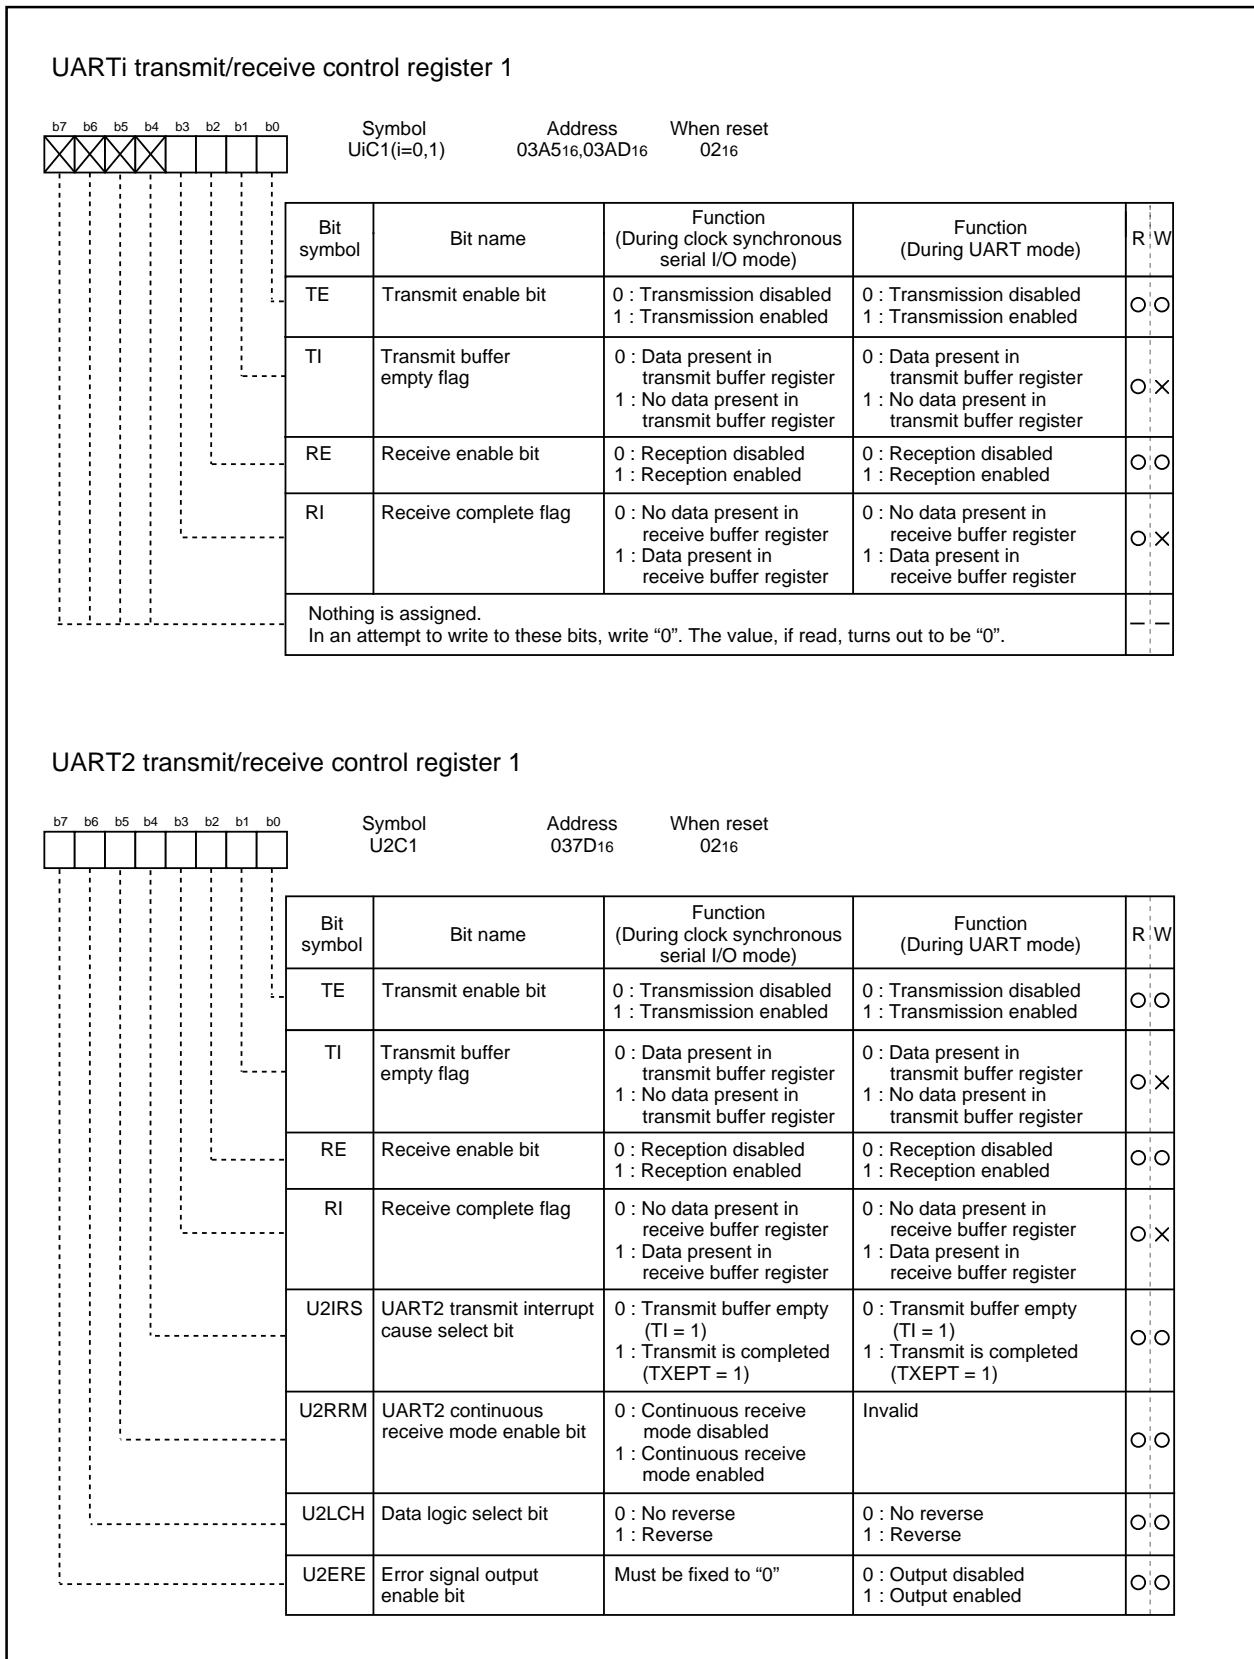 UARTi transmit/receive control register 1
b7 b6 b5 b4 b3 b2 b1 b0
Symbol Address When reset
UiC1(i=0,1) 03A516,03AD 16 0216
Bit symbol Bit name Function (During clock synchronous serial I/O mode) Function (During UART mode) R W
TE Transmit enable bit 0 : Transmission disabled 0 : Transmission disabled
1 : Transmission enabled 1 : Transmission enabled
TI Transmit buffer 0 : Data present in 0 : Data present in
empty flag transmit buffer register transmit buffer register
1 : No data present in 1 : No data present in
transmit buffer register transmit buffer register
RE Receive enable bit 0 : Reception disabled 0 : Reception disabled
1 : Reception enabled 1 : Reception enabled
RI Receive complete flag 0 : No data present in 0 : No data present in
receive buffer register receive buffer register
1 : Data present in 1 : Data present in
receive buffer register receive buffer register
Nothing is assigned.
In an attempt to write to these bits, write “0”. The value, if read, turns out to be “0”.
UART2 transmit/receive control register 1
b7 b6 b5 b4 b3 b2 b1 b0
Symbol Address When reset
U2C1 037D16 0216
Bit symbol Bit name Function (During clock synchronous serial I/O mode) Function (During UART mode) R W
TE Transmit enable bit 0 : Transmission disabled 0 : Transmission disabled
1 : Transmission enabled 1 : Transmission enabled
TI Transmit buffer 0 : Data present in 0 : Data present in
empty flag transmit buffer register transmit buffer register
1 : No data present in 1 : No data present in
transmit buffer register transmit buffer register
RE Receive enable bit 0 : Reception disabled 0 : Reception disabled
1 : Reception enabled 1 : Reception enabled
RI Receive complete flag 0 : No data present in 0 : No data present in
receive buffer register receive buffer register
1 : Data present in 1 : Data present in
receive buffer register receive buffer register
U2IRS UART2 transmit interrupt 0 : Transmit buffer empty 0 : Transmit buffer empty
cause select bit (TI = 1) (TI = 1)
1 : Transmit is completed 1 : Transmit is completed
(TXEPT = 1) (TXEPT = 1)
U2RRM UART2 continuous 0 : Continuous receive Invalid
receive mode enable bit mode disabled
1 : Continuous receive
mode enabled
U2LCH Data logic select bit 0 : No reverse 0 : No reverse
1 : Reverse 1 : Reverse
U2ERE Error signal output Must be fixed to “0” 0 : Output disabled
enable bit 1 : Output enabled